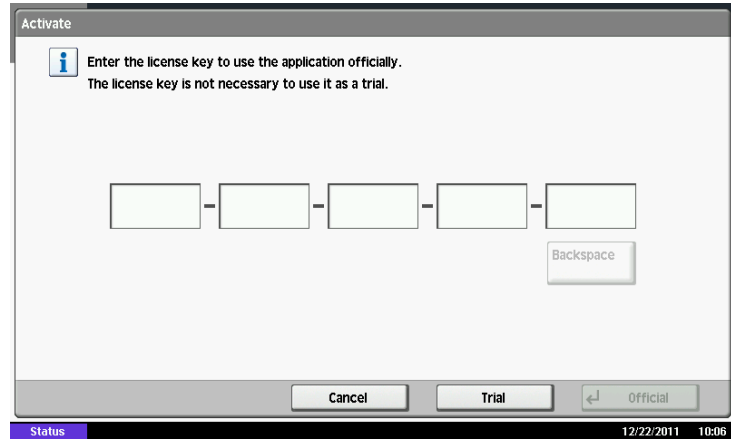 Activate
Enter the license key to use the application officially.
The license key is not necessary to use it as a trial.
Backspace
Cancel Trial Official
Status 12/22/2011 10:06